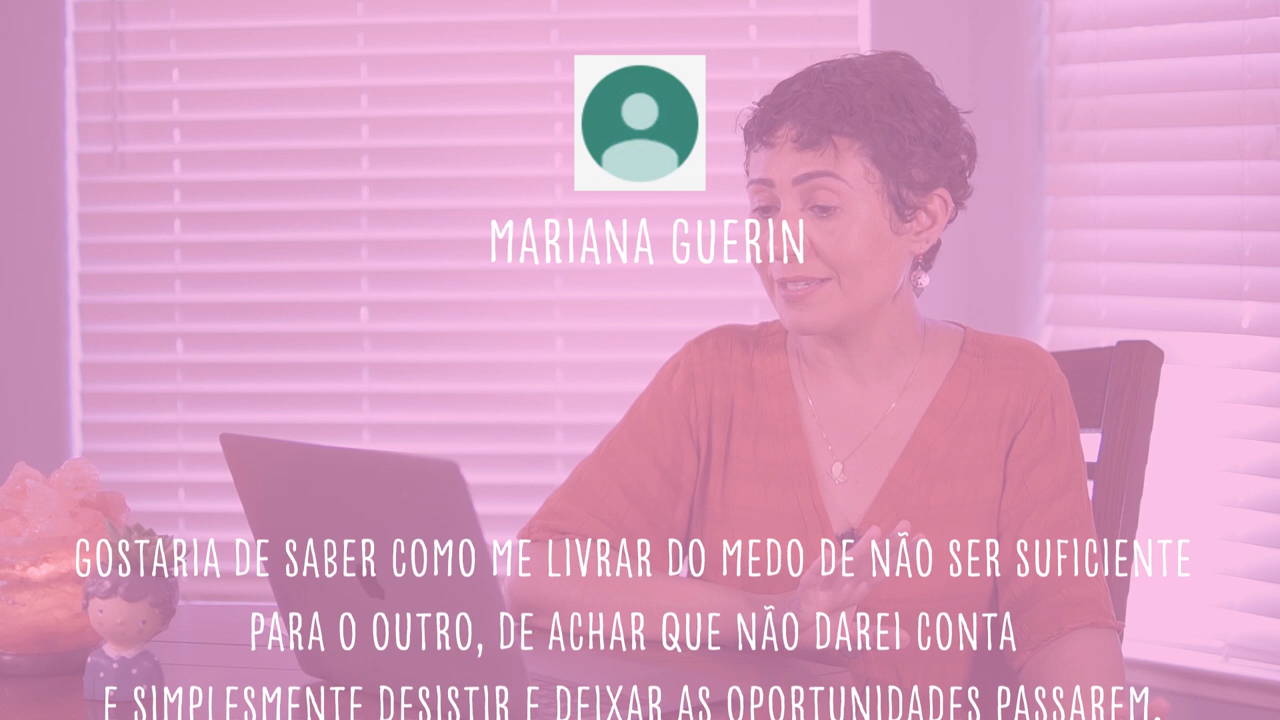 MARIANA GUERIN
GOSTARIA DE SABER COMO ME LIVRAR DO MEDO DE NÃO SER SUFICIENTE
PARA O OUTRO, DE ACHAR QUE NÃO DAREI CONTA
E SIMPLESMENTE DESISTIR E DEIXAR AS OPORTUNIDADES PASSAREM